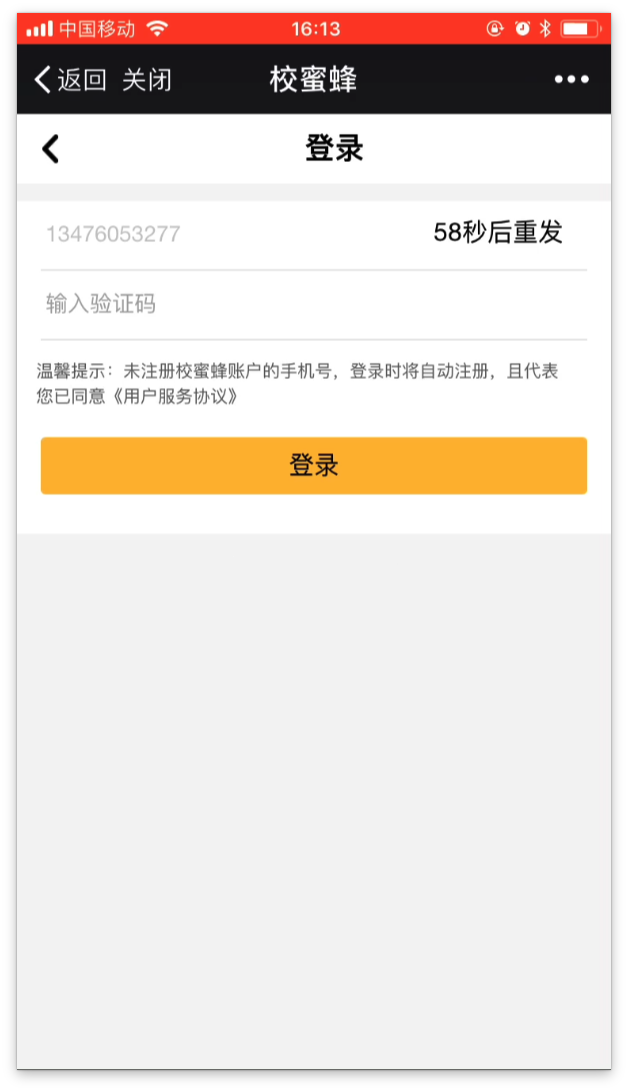 中国移动 16:13
返回 关闭 校蜜蜂
登录
13476053277 58秒后重发
输入验证码
温馨提示：未注册校蜜蜂账户的手机号，登录时将自动注册，且代表
您已同意《用户服务协议》
登录